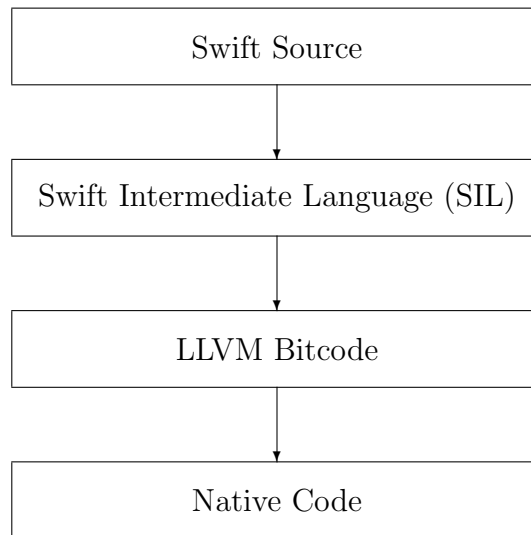 Swift Source
Swift Intermediate Language (SIL)
LLVM Bitcode
Native Code